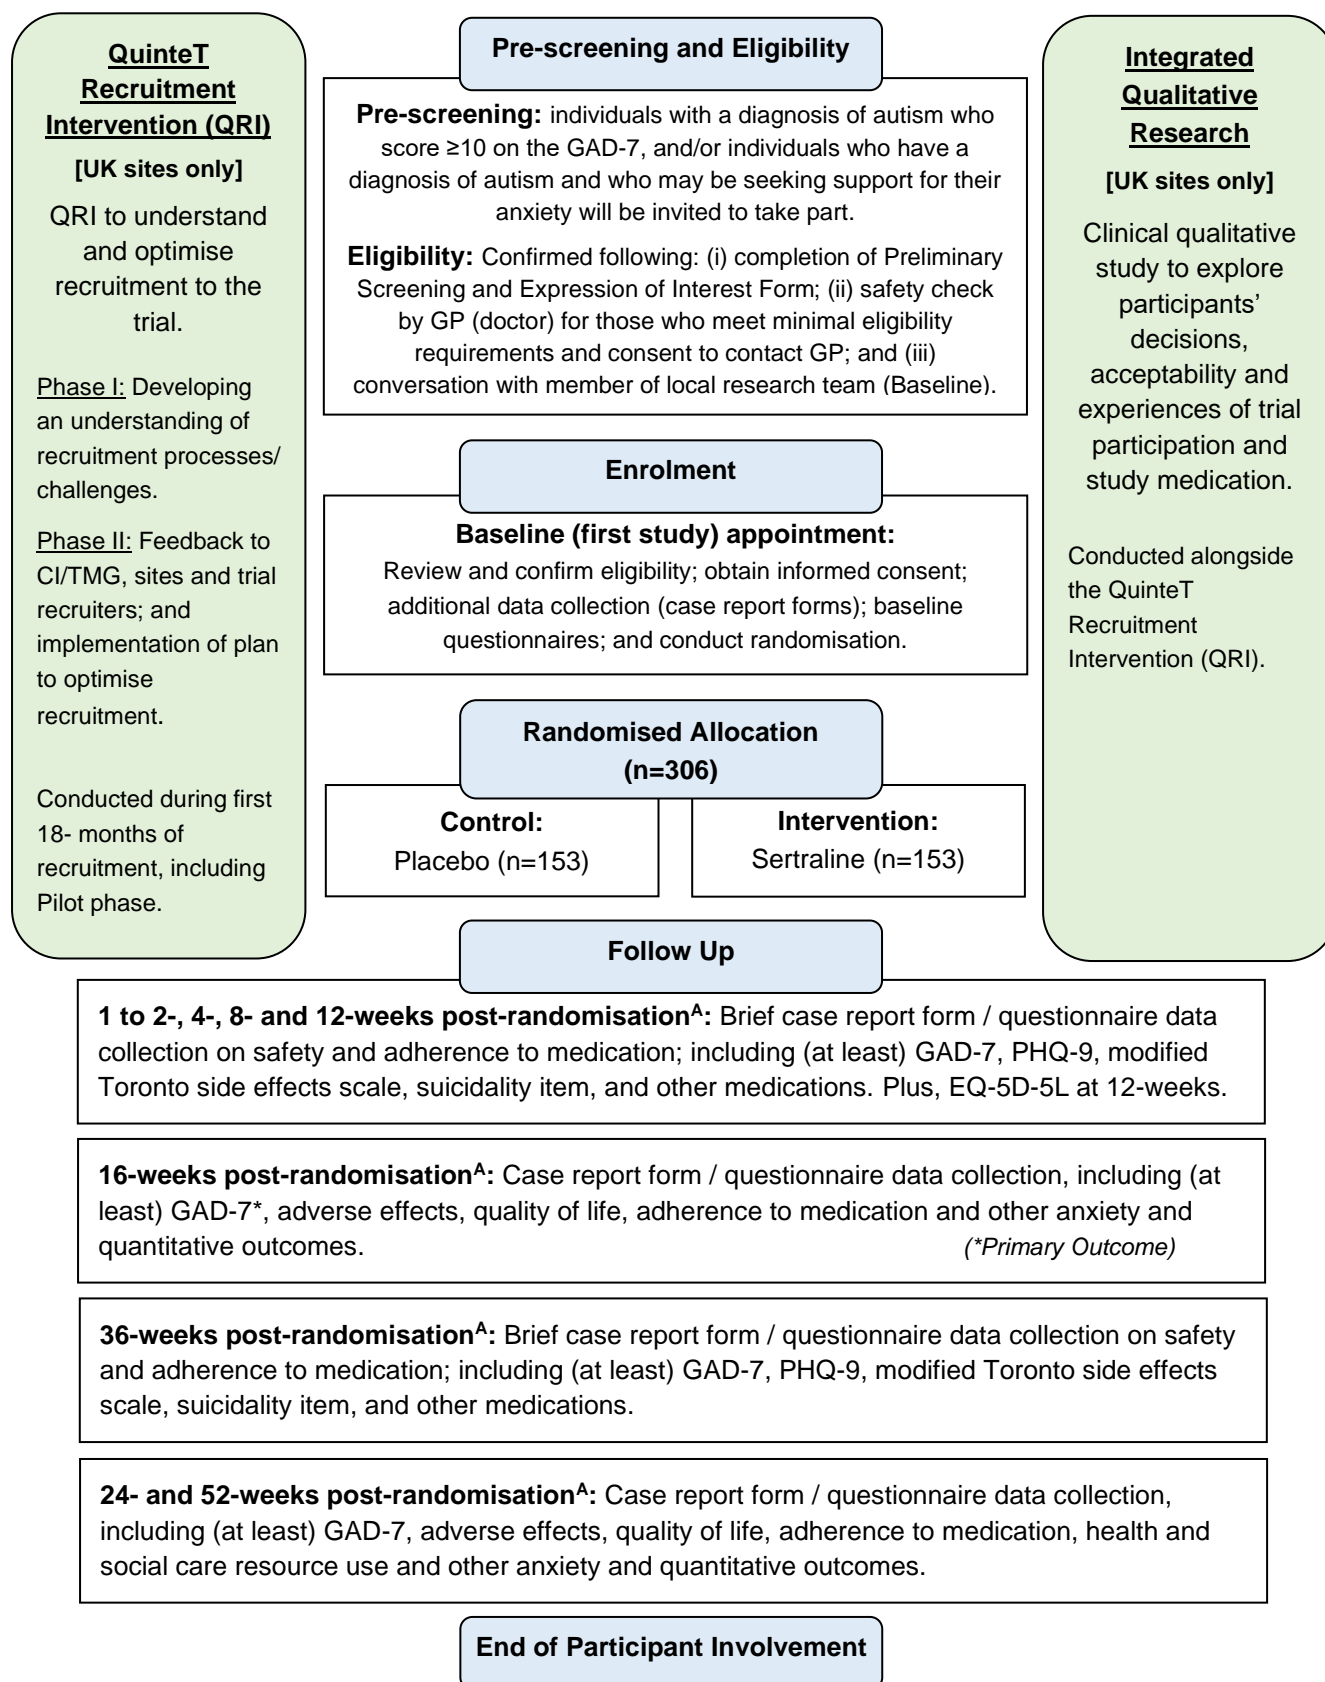 QuinteT
Recruitment
Intervention (QRI)
[UK sites only]
QRI to understand
and optimise
recruitment to the
trial.
Phase I: Developing
an understanding of
recruitment processes/
challenges.
Phase II: Feedback to
CI/TMG, sites and trial
recruiters; and
implementation of plan
to optimise
recruitment.
Conducted during first
18- months of
recruitment, including
Pilot phase.
Pre-screening and Eligibility
Pre-screening: individuals with a diagnosis of autism who
score ≥10 on the GAD-7, and/or individuals who have a
diagnosis of autism and who may be seeking support for their
anxiety will be invited to take part.
Eligibility: Confirmed following: (i) completion of Preliminary
Screening and Expression of Interest Form; (ii) safety check
by GP (doctor) for those who meet minimal eligibility
requirements and consent to contact GP; and (iii)
conversation with member of local research team (Baseline).
Enrolment
Baseline (first study) appointment:
Review and confirm eligibility; obtain informed consent;
additional data collection (case report forms); baseline
questionnaires; and conduct randomisation.
Randomised Allocation
(n=306)
Control:
Placebo (n=153)
Intervention:
Sertraline (n=153)
Integrated
Qualitative
Research
[UK sites only]
Clinical qualitative
study to explore
participants’
decisions,
acceptability and
experiences of trial
participation and
study medication.
Conducted alongside
the QuinteT
Recruitment
Intervention (QRI).
Follow Up
1 to 2-, 4-, 8- and 12-weeks post-randomisationᴬ: Brief case report form / questionnaire data
collection on safety and adherence to medication; including (at least) GAD-7, PHQ-9, modified
Toronto side effects scale, suicidality item, and other medications. Plus, EQ-5D-5L at 12-weeks.
16-weeks post-randomisationᴬ: Case report form / questionnaire data collection, including (at
least) GAD-7*, adverse effects, quality of life, adherence to medication and other anxiety and
quantitative outcomes. (*Primary Outcome)
36-weeks post-randomisationᴬ: Brief case report form / questionnaire data collection on safety
and adherence to medication; including (at least) GAD-7, PHQ-9, modified Toronto side effects
scale, suicidality item, and other medications.
24- and 52-weeks post-randomisationᴬ: Case report form / questionnaire data collection,
including (at least) GAD-7, adverse effects, quality of life, adherence to medication, health and
social care resource use and other anxiety and quantitative outcomes.
End of Participant Involvement